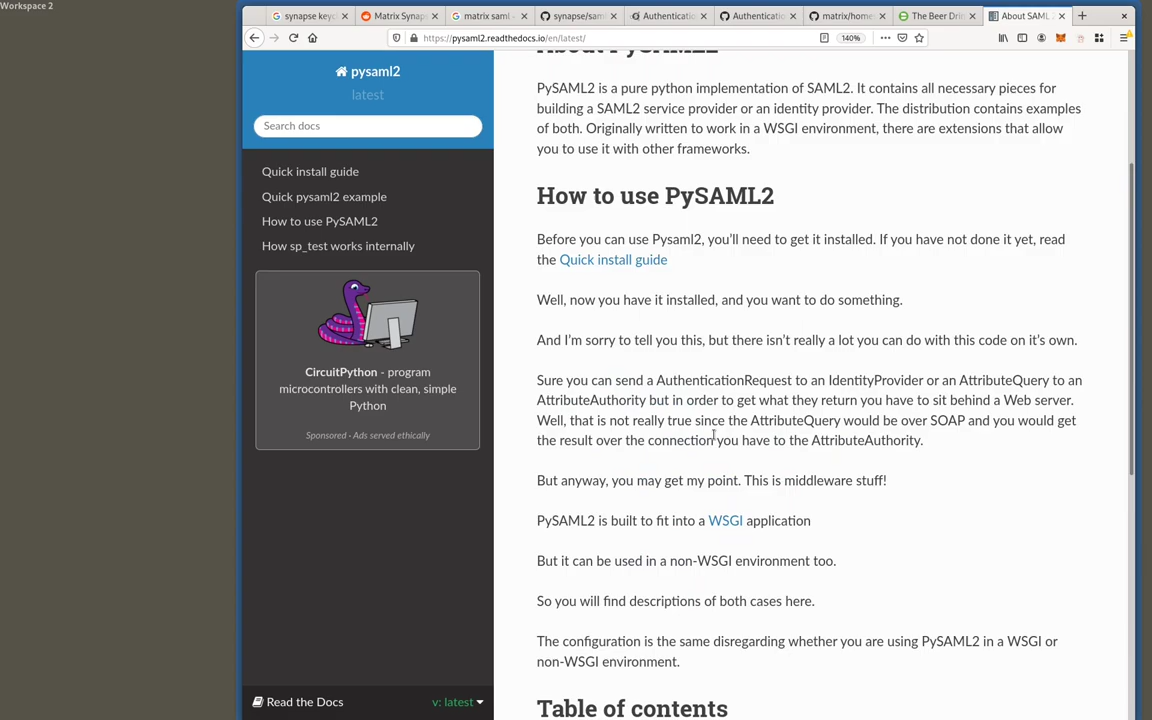 Workspace 2
synapse keyc
Matrix Synap
matrix saml
synapse/sam
Authenticatio
Authenticatio
matrix/home
The Beer Drin
About SAML
https://pysaml2.readthedocs.io/en/latest/
140%
pysaml2
latest
Search docs
Quick install guide
Quick pysaml2 example
How to use PySAML2
How sp_test works internally
CircuitPython - program
microcontrollers with clean, simple
Python
Sponsored · Ads served ethically
Read the Docs
v: latest
About PySAML2
PySAML2 is a pure python implementation of SAML2. It contains all necessary pieces for
building a SAML2 service provider or an identity provider. The distribution contains examples
of both. Originally written to work in a WSGI environment, there are extensions that allow
you to use it with other frameworks.
How to use PySAML2
Before you can use Pysaml2, you’ll need to get it installed. If you have not done it yet, read
the Quick install guide
Well, now you have it installed, and you want to do something.
And I’m sorry to tell you this, but there isn’t really a lot you can do with this code on it’s own.
Sure you can send a AuthenticationRequest to an IdentityProvider or an AttributeQuery to an
AttributeAuthority but in order to get what they return you have to sit behind a Web server.
Well, that is not really true since the AttributeQuery would be over SOAP and you would get
the result over the connection you have to the AttributeAuthority.
But anyway, you may get my point. This is middleware stuff!
PySAML2 is built to fit into a WSGI application
But it can be used in a non-WSGI environment too.
So you will find descriptions of both cases here.
The configuration is the same disregarding whether you are using PySAML2 in a WSGI or
non-WSGI environment.
Table of contents